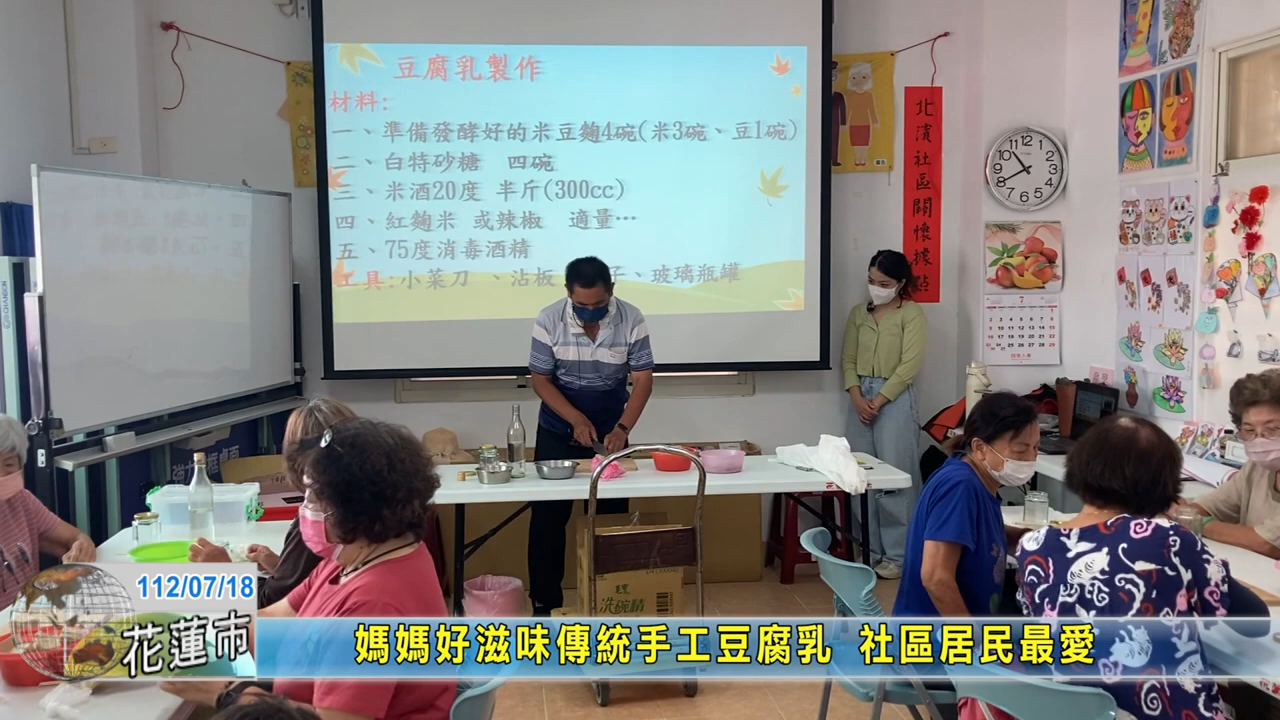 豆腐乳製作
材料:
一、準備發酵好的米豆麴4碗(米3碗、豆1碗)
二、白特砂糖 四碗
三、米酒20度 半斤(300cc)
四、紅麴米 或辣椒 適量…
五、75度消毒酒精
工具:小菜刀 、沾板 子、玻璃瓶罐
北濱社區關懷據點
洗碗精
112/07/18
花蓮市
媽媽好滋味傳統手工豆腐乳 社區居民最愛